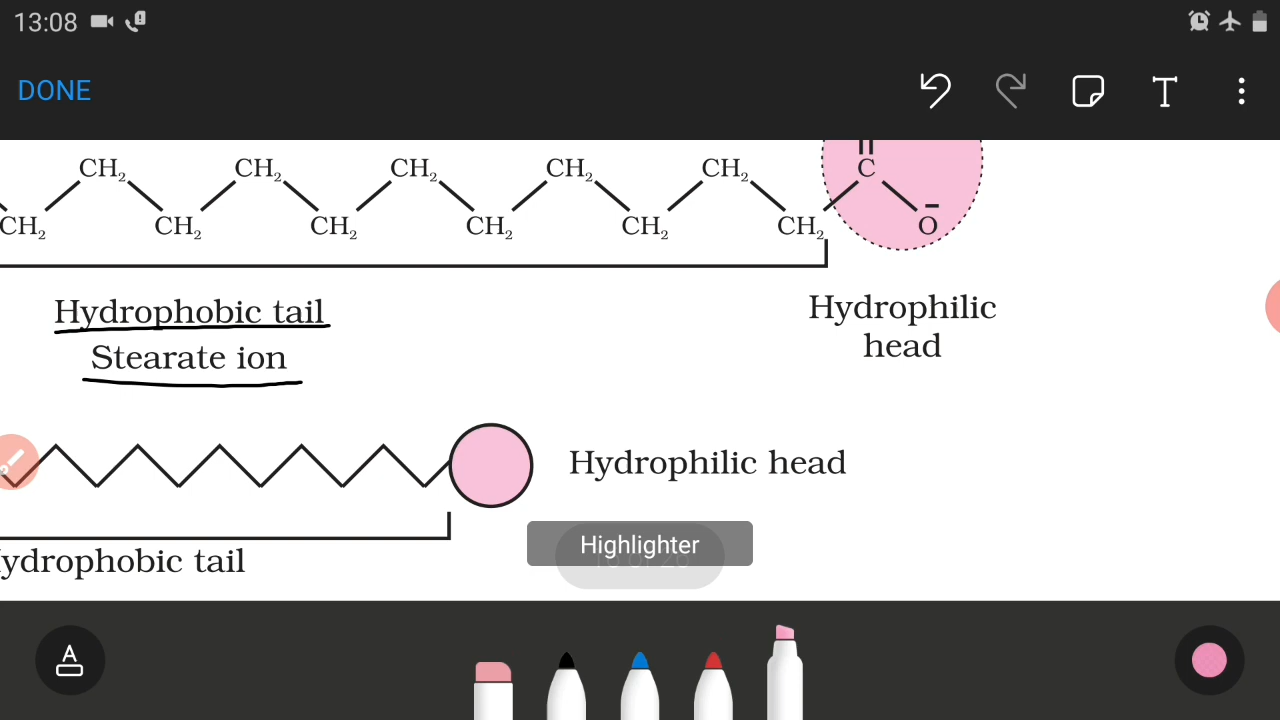 13:08
DONE
T
C
CH₂ CH₂ CH₂ CH₂ CH₂
CH₂ CH₂ CH₂ CH₂ CH₂ CH₂ O⁻
Hydrophobic tail
Stearate ion
Hydrophilic
head
Hydrophilic head
ydrophobic tail
Highlighter
A